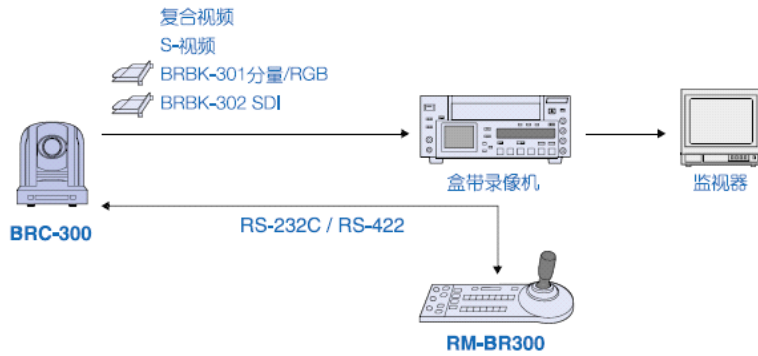 复合视频
S-视频
BRBK-301分量/RGB
BRBK-302 SDI
盒带录像机
监视器
BRC-300
RS-232C / RS-422
RM-BR300